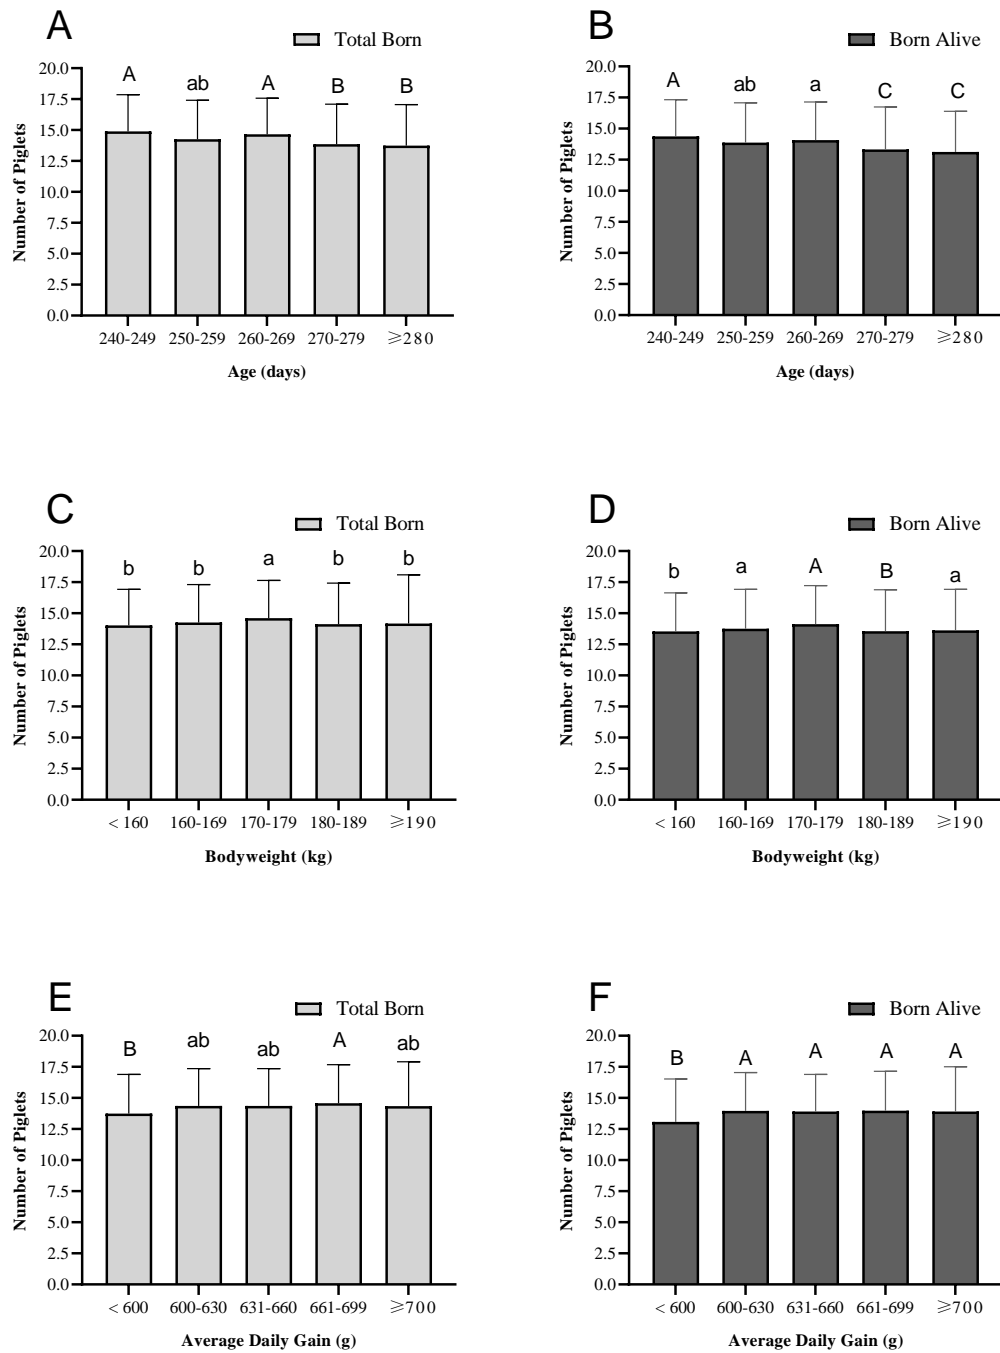 A
Total Born
20.0
17.5
15.0
12.5
10.0
7.5
5.0
2.5
0.0
Number of Piglets
A ab A B B
240-249 250-259 260-269 270-279 ≥280
Age (days)
B
Born Alive
20.0
17.5
15.0
12.5
10.0
7.5
5.0
2.5
0.0
Number of Piglets
A ab a C C
240-249 250-259 260-269 270-279 ≥280
Age (days)
C
Total Born
20.0
17.5
15.0
12.5
10.0
7.5
5.0
2.5
0.0
Number of Piglets
b b a b b
< 160 160-169 170-179 180-189 ≥190
Bodyweight (kg)
D
Born Alive
20.0
17.5
15.0
12.5
10.0
7.5
5.0
2.5
0.0
Number of Piglets
b a A B a
< 160 160-169 170-179 180-189 ≥190
Bodyweight (kg)
E
Total Born
20.0
17.5
15.0
12.5
10.0
7.5
5.0
2.5
0.0
Number of Piglets
B ab ab A ab
< 600 600-630 631-660 661-699 ≥700
Average Daily Gain (g)
F
Born Alive
20.0
17.5
15.0
12.5
10.0
7.5
5.0
2.5
0.0
Number of Piglets
B A A A A
< 600 600-630 631-660 661-699 ≥700
Average Daily Gain (g)